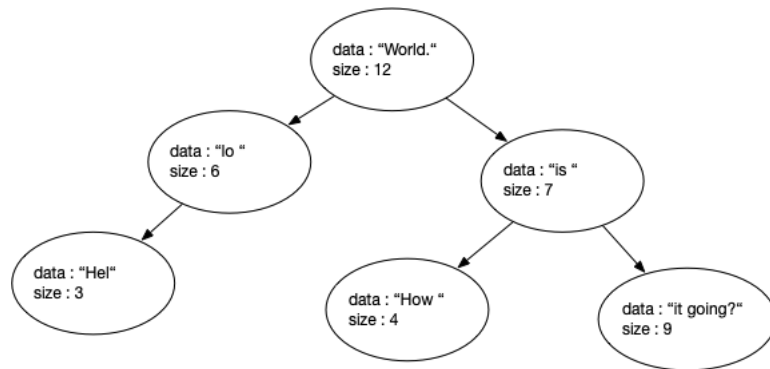 data : “World.“
size : 12
data : “lo “
size : 6
data : “is “
size : 7
data : “Hel“
size : 3
data : “How “
size : 4
data : “it going?“
size : 9